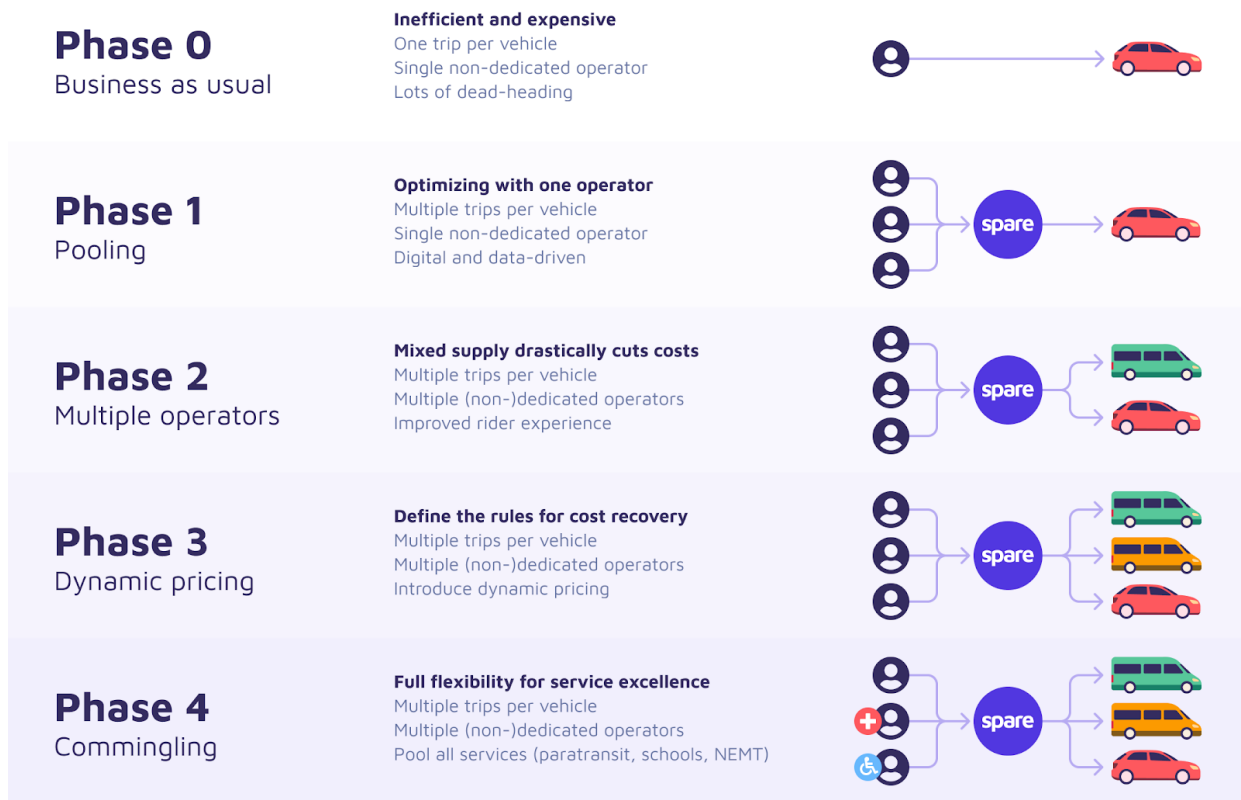 Phase 0
Business as usual
Inefficient and expensive
One trip per vehicle
Single non-dedicated operator
Lots of dead-heading
Phase 1
Pooling
Optimizing with one operator
Multiple trips per vehicle
Single non-dedicated operator
Digital and data-driven
spare
Phase 2
Multiple operators
Mixed supply drastically cuts costs
Multiple trips per vehicle
Multiple (non-)dedicated operators
Improved rider experience
spare
Phase 3
Dynamic pricing
Define the rules for cost recovery
Multiple trips per vehicle
Multiple (non-)dedicated operators
Introduce dynamic pricing
spare
Phase 4
Commingling
Full flexibility for service excellence
Multiple trips per vehicle
Multiple (non-)dedicated operators
Pool all services (paratransit, schools, NEMT)
spare